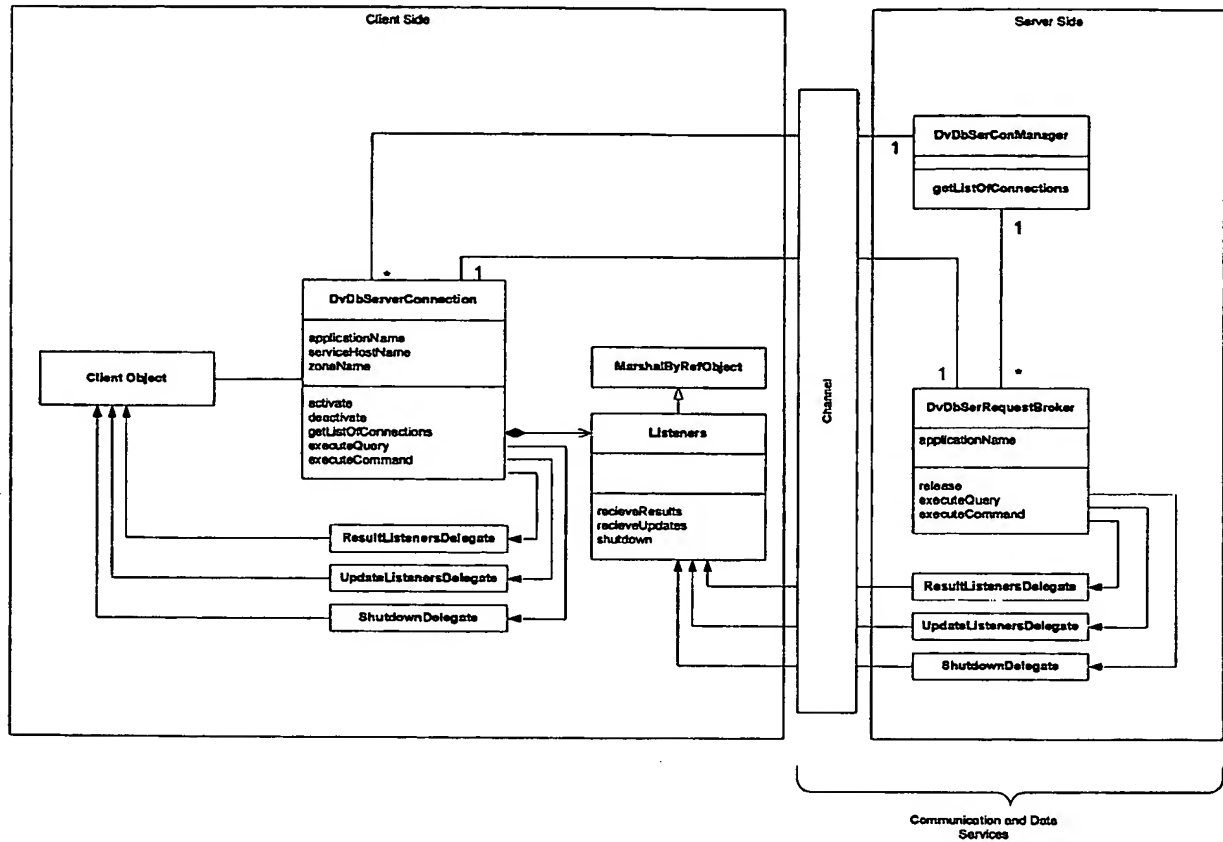 Client Side
Server Side
Channel
DvDbSerConManager
getListOfConnections
1
1
*
1
DvDbServerConnection
applicationName
serviceHostName
zoneName
activate
deactivate
getListOfConnections
executeQuery
executeCommand
Client Object
MarshalByRefObject
Listeners
recieveResults
recieveUpdates
shutdown
1
*
DvDbSerRequestBroker
applicationName
release
executeQuery
executeCommand
ResultListenersDelegate
UpdateListenersDelegate
ShutdownDelegate
ResultListenersDelegate
UpdateListenersDelegate
ShutdownDelegate
Communication and Data
Services